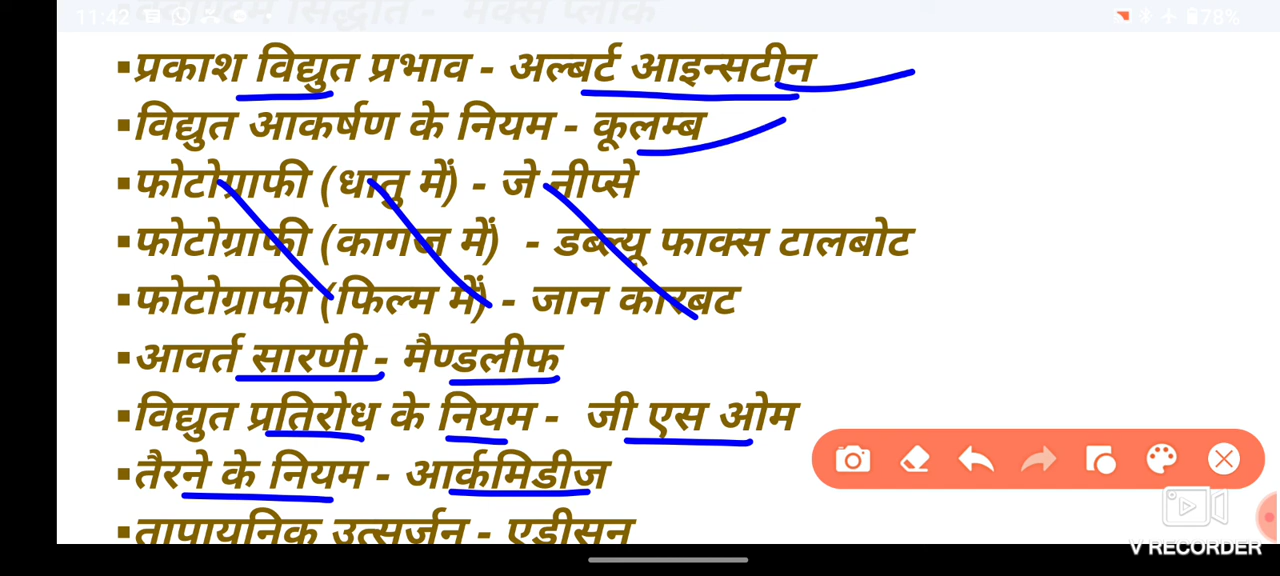 11:42
78%
▪प्रकाश विद्युत प्रभाव - अल्बर्ट आइन्सटीन
▪विद्युत आकर्षण के नियम - कूलम्ब
▪फोटोग्राफी (धातु में) - जे नीप्से
▪फोटोग्राफी (कागज में) - डब्ल्यू फाक्स टालबोट
▪फोटोग्राफी (फिल्म में) - जान कारबट
▪आवर्त सारणी - मैण्डलीफ
▪विद्युत प्रतिरोध के नियम - जी एस ओम
▪तैरने के नियम - आर्कमिडीज
▪तापायनिक उत्सर्जन - एडीसन
V RECORDER